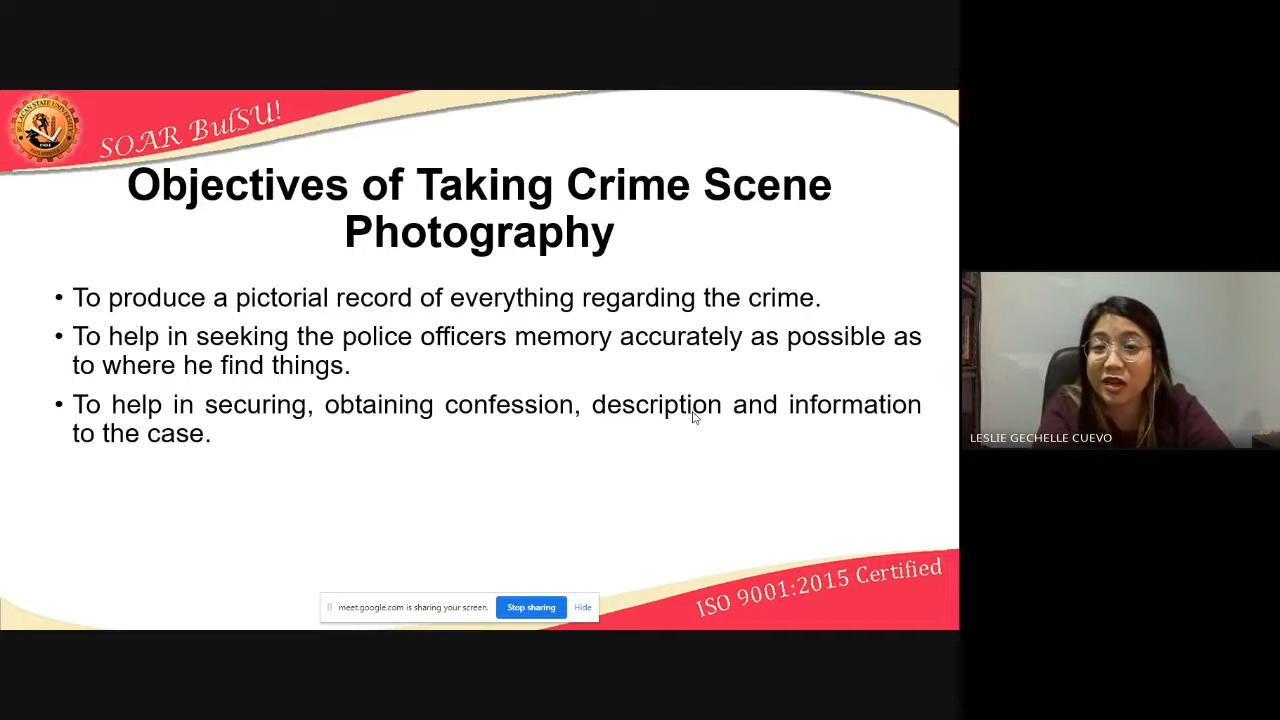 BULACAN STATE UNIVERSITY
SOAR BulSU!
Objectives of Taking Crime Scene
Photography
• To produce a pictorial record of everything regarding the crime.
• To help in seeking the police officers memory accurately as possible as
to where he find things.
• To help in securing, obtaining confession, description and information
to the case.
LESLIE GECHELLE CUEVO
ISO 9001:2015 Certified
meet.google.com is sharing your screen.
Stop sharing
Hide